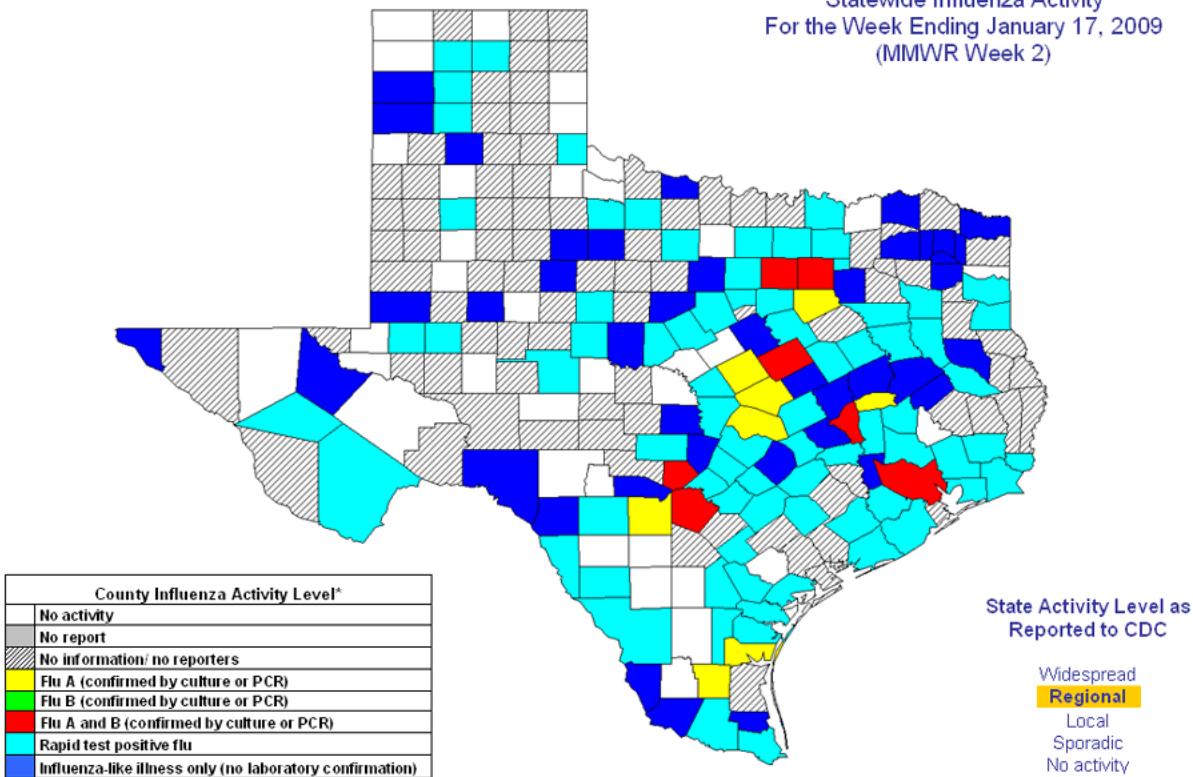 Statewide Influenza Activity
For the Week Ending January 17, 2009
(MMWR Week 2)
County Influenza Activity Level*
No activity
No report
No information/ no reporters
Flu A (confirmed by culture or PCR)
Flu B (confirmed by culture or PCR)
Flu A and B (confirmed by culture or PCR)
Rapid test positive flu
Influenza-like illness only (no laboratory confirmation)
State Activity Level as
Reported to CDC
Widespread
Regional
Local
Sporadic
No activity